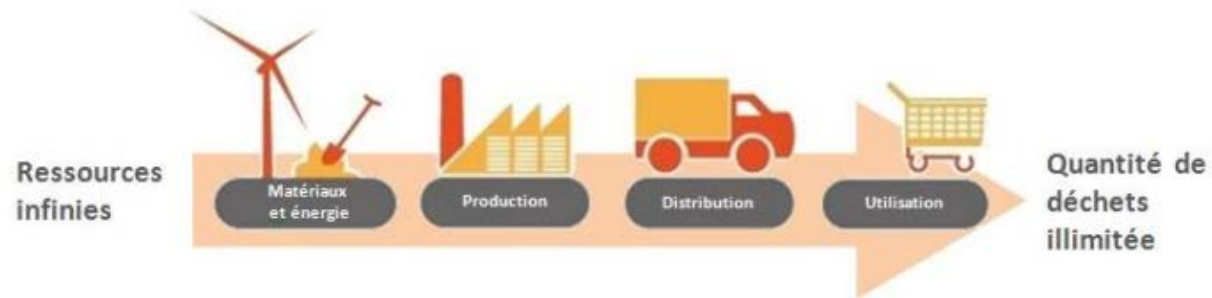 Ressources
infinies
Matériaux
et énergie
Production
Distribution
Utilisation
Quantité de
déchets
illimitée